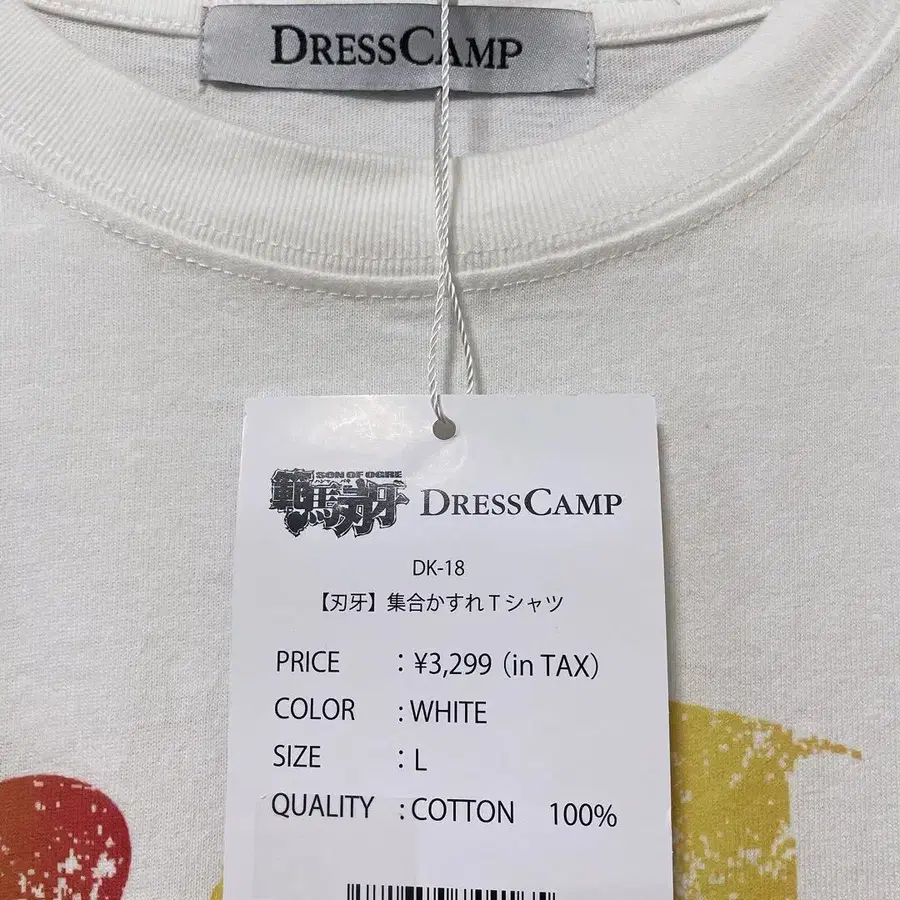 DRESSCAMP
SON OF OGRE
範馬刃牙 DRESSCAMP
DK-18
【刃牙】集合かすれTシャツ
PRICE : ¥3,299 (in TAX)
COLOR : WHITE
SIZE : L
QUALITY : COTTON 100%